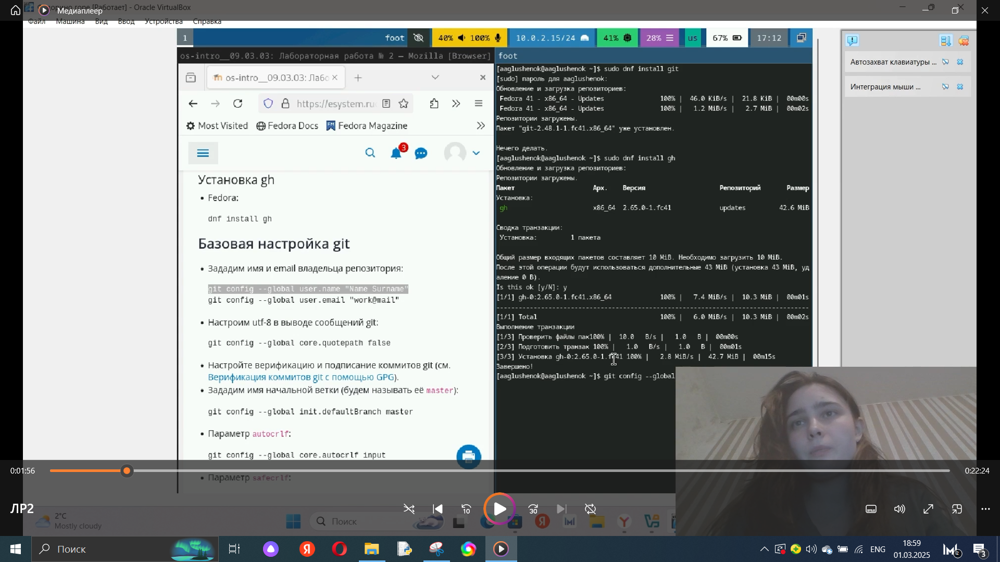 Медиаплеер
[Работает] - Oracle VirtualBox
Файл Машина Вид Ввод Устройства Справка
1 foot 40% 100% 10.0.2.15/24 41% 28% us 67% 17:12
os-intro__09.03.03: Лабораторная работа № 2 — Mozilla [Browser]
os-intro__09.03.03: Лабо
https://esystem.ru
Most Visited Fedora Docs Fedora Magazine
3
Установка gh
• Fedora:
dnf install gh
Базовая настройка git
• Зададим имя и email владельца репозитория:
git config --global user.name "Name Surname"
git config --global user.email "work@mail"
• Настроим utf-8 в выводе сообщений git:
git config --global core.quotepath false
• Настройте верификацию и подписание коммитов git (см.
Верификация коммитов git с помощью GPG).
• Зададим имя начальной ветки (будем называть её master):
git config --global init.defaultBranch master
• Параметр autocrlf:
git config --global core.autocrlf input
• Параметр safecrlf:
foot
[aaglushenok@aaglushenok ~]$ sudo dnf install git
[sudo] пароль для aaglushenok:
Обновление и загрузка репозиториев:
Fedora 41 - x86_64 - Updates 100% | 46.0 KiB/s | 21.8 KiB | 00m00s
Fedora 41 - x86_64 - Updates 100% | 1.2 MiB/s | 2.7 MiB | 00m02s
Репозитории загружены.
Пакет "git-2.48.1-1.fc41.x86_64" уже установлен.
Нечего делать.
[aaglushenok@aaglushenok ~]$ sudo dnf install gh
Обновление и загрузка репозиториев:
Репозитории загружены.
Пакет Арх. Версия Репозиторий Размер
Установка:
gh x86_64 2.65.0-1.fc41 updates 42.6 MiB
Сводка транзакции:
Установка: 1 пакета
Общий размер входящих пакетов составляет 10 MiB. Необходимо загрузить 10 MiB.
После этой операции будут использоваться дополнительные 43 MiB (установка 43 MiB, уд
аление 0 B).
Is this ok [y/N]: y
[1/1] gh-0:2.65.0-1.fc41.x86_64 100% | 7.4 MiB/s | 10.3 MiB | 00m01s
--------------------------------------------------------------------------------
[1/1] Total 100% | 6.0 MiB/s | 10.3 MiB | 00m02s
Выполнение транзакции
[1/3] Проверить файлы пак100% | 10.0 B/s | 1.0 B | 00m00s
[2/3] Подготовить транзак 100% | 1.0 B/s | 1.0 B | 00m01s
[3/3] Установка gh-0:2.65.0-1.fc41 100% | 2.8 MiB/s | 42.7 MiB | 00m15s
Завершено!
[aaglushenok@aaglushenok ~]$ git config --global
Автозахват клавиатуры ...
Интеграция мыши ...
0:01:56
0:22:24
ЛР2
10
30
2°C
Mostly cloudy
Поиск
Поиск
ENG
18:59
01.03.2025
2
3